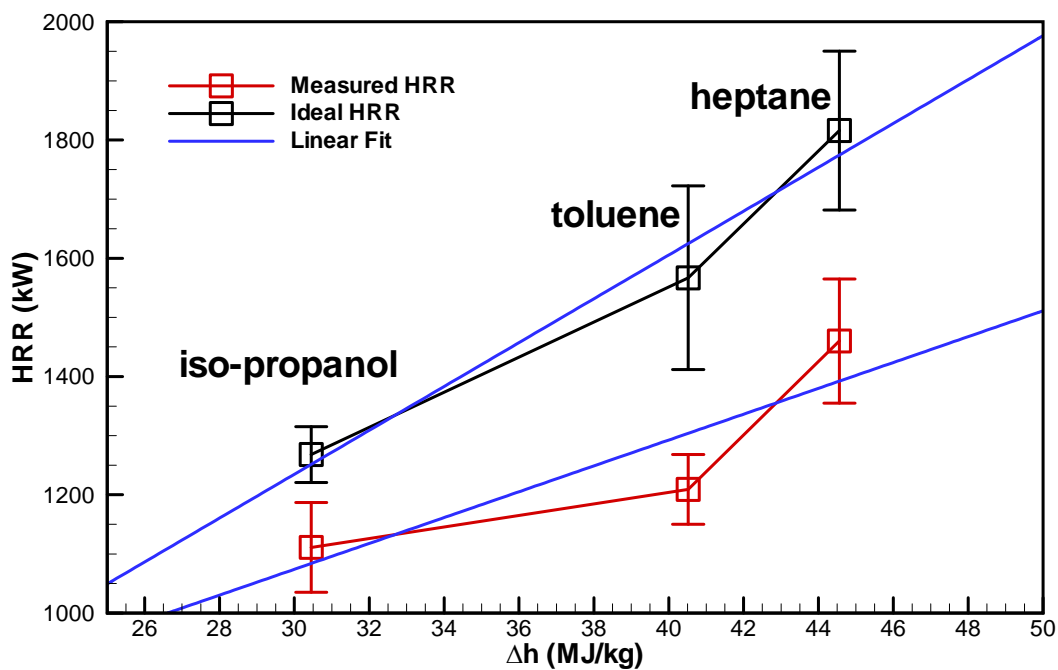 2000
1800
1600
1400
1200
1000
HRR (kW)
Measured HRR
Ideal HRR
Linear Fit
heptane
toluene
iso-propanol
26 28 30 32 34 36 38 40 42 44 46 48 50
Δh (MJ/kg)